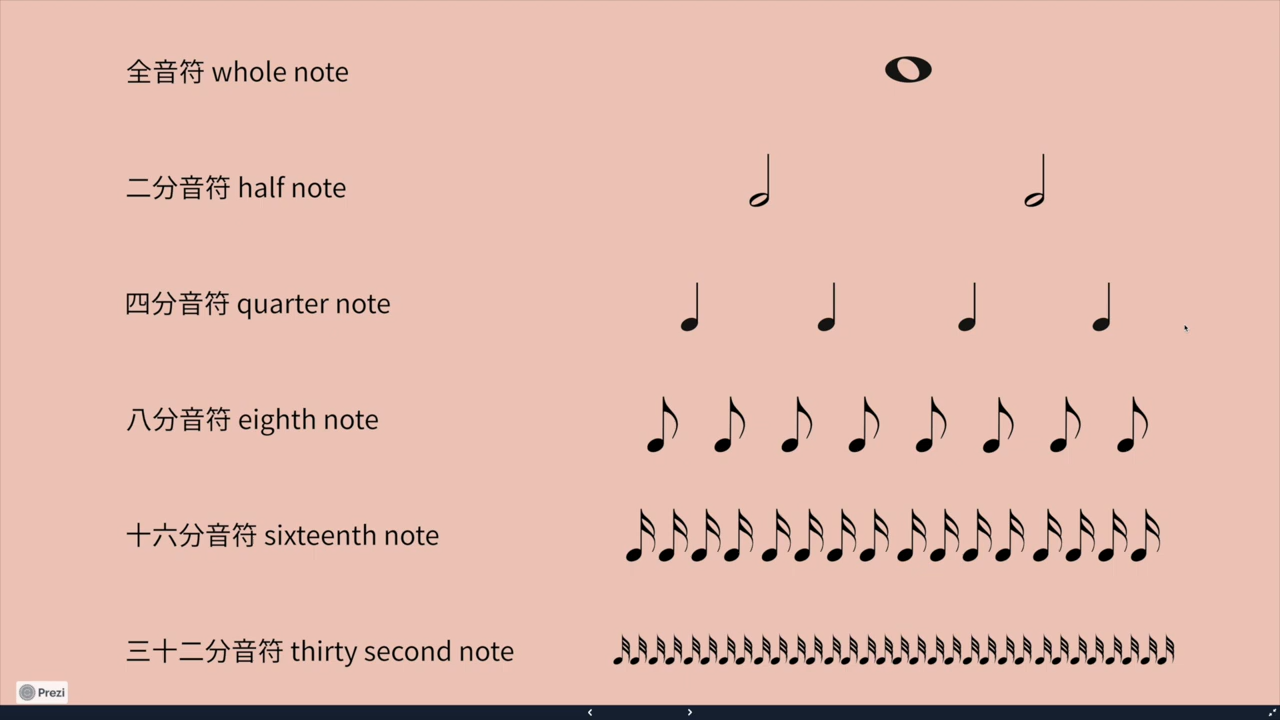 全音符 whole note
二分音符 half note
四分音符 quarter note
八分音符 eighth note
十六分音符 sixteenth note
三十二分音符 thirty second note
Prezi